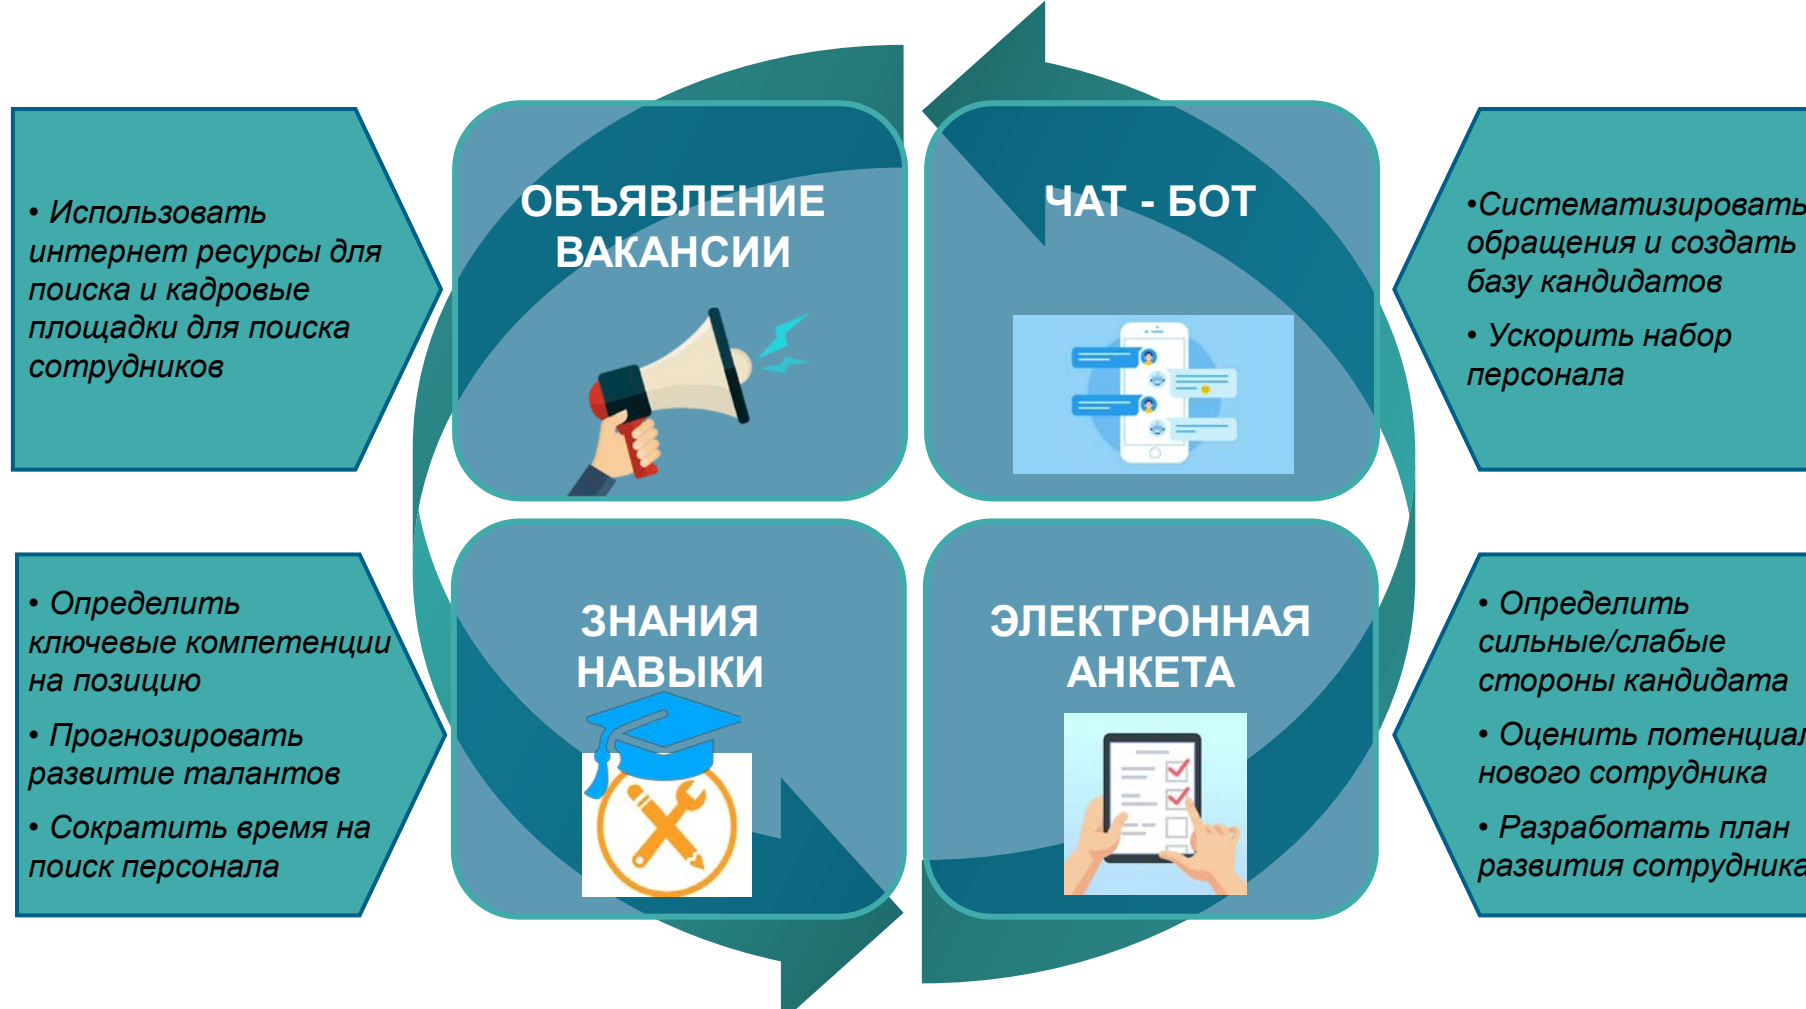 • Использовать
интернет ресурсы для
поиска и кадровые
площадки для поиска
сотрудников
ОБЪЯВЛЕНИЕ
ВАКАНСИИ
ЧАТ - БОТ
•Систематизировать
обращения и создать
базу кандидатов
• Ускорить набор
персонала
• Определить
ключевые компетенции
на позицию
• Прогнозировать
развитие талантов
• Сократить время на
поиск персонала
ЗНАНИЯ
НАВЫКИ
ЭЛЕКТРОННАЯ
АНКЕТА
• Определить
сильные/слабые
стороны кандидата
• Оценить потенциал
нового сотрудника
• Разработать план
развития сотрудника